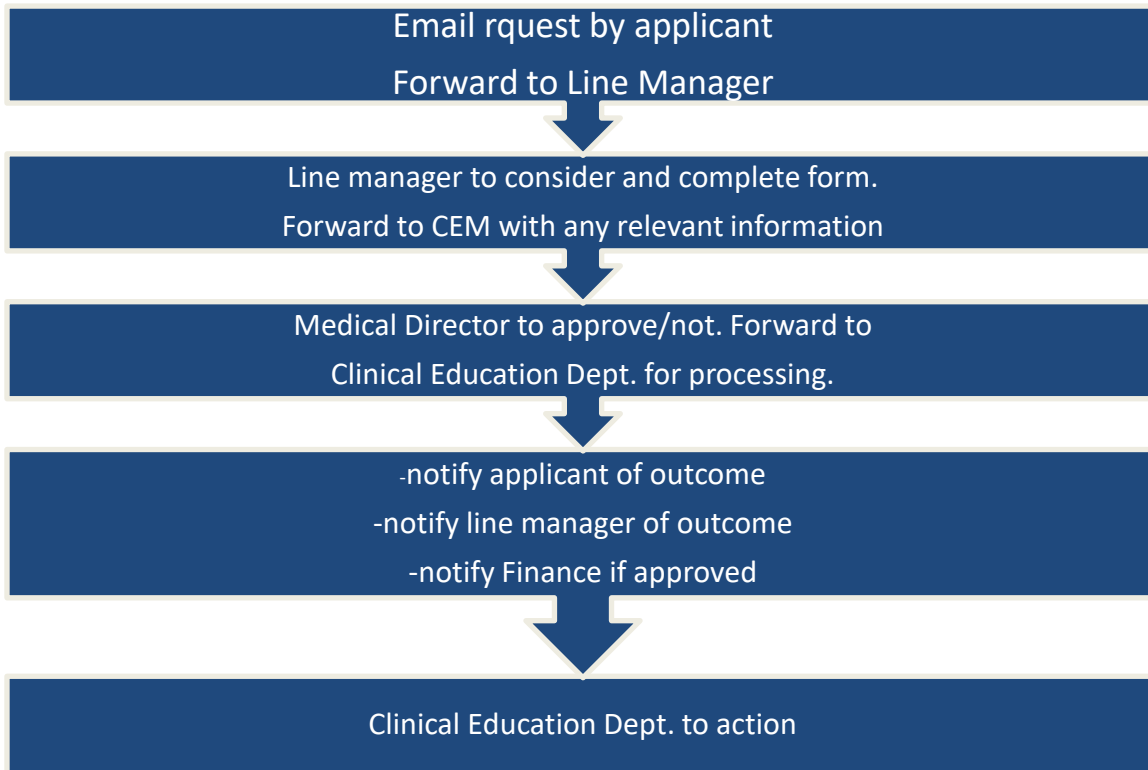 Email rquest by applicant
Forward to Line Manager
Line manager to consider and complete form.
Forward to CEM with any relevant information
Medical Director to approve/not. Forward to
Clinical Education Dept. for processing.
-notify applicant of outcome
-notify line manager of outcome
-notify Finance if approved
Clinical Education Dept. to action